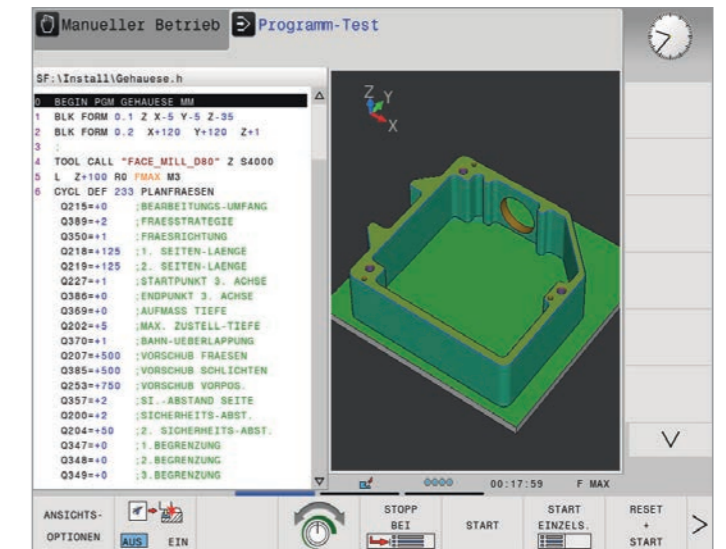 Manueller Betrieb Programm-Test
SF:\Install\Gehauese.h
0 BEGIN PGM GEHAUESE MM
1 BLK FORM 0.1 Z X-5 Y-5 Z-35
2 BLK FORM 0.2 X+120 Y+120 Z+1
3 ;
4 TOOL CALL "FACE_MILL_D80" Z S4000
5 L Z+100 R0 FMAX M3
6 CYCL DEF 233 PLANFRAESEN
Q215=+0 ;BEARBEITUNGS-UMFANG
Q389=+2 ;FRAESSTRATEGIE
Q350=+1 ;FRAESRICHTUNG
Q218=+125 ;1. SEITEN-LAENGE
Q219=+125 ;2. SEITEN-LAENGE
Q227=+1 ;STARTPUNKT 3. ACHSE
Q386=+0 ;ENDPUNKT 3. ACHSE
Q369=+0 ;AUFMASS TIEFE
Q202=+5 ;MAX. ZUSTELL-TIEFE
Q370=+1 ;BAHN-UEBERLAPPUNG
Q207=+500 ;VORSCHUB FRAESEN
Q385=+500 ;VORSCHUB SCHLICHTEN
Q253=+750 ;VORSCHUB VORPOS.
Q357=+2 ;SI.-ABSTAND SEITE
Q200=+2 ;SICHERHEITS-ABST.
Q204=+50 ;2. SICHERHEITS-ABST.
Q347=+0 ;1.BEGRENZUNG
Q348=+0 ;2.BEGRENZUNG
Q349=+0 ;3.BEGRENZUNG
Z
Y
X
00:17:59 F MAX
ANSICHTS-
OPTIONEN
AUS EIN
STOPP
BEI
START
START
EINZELS.
RESET
+
START